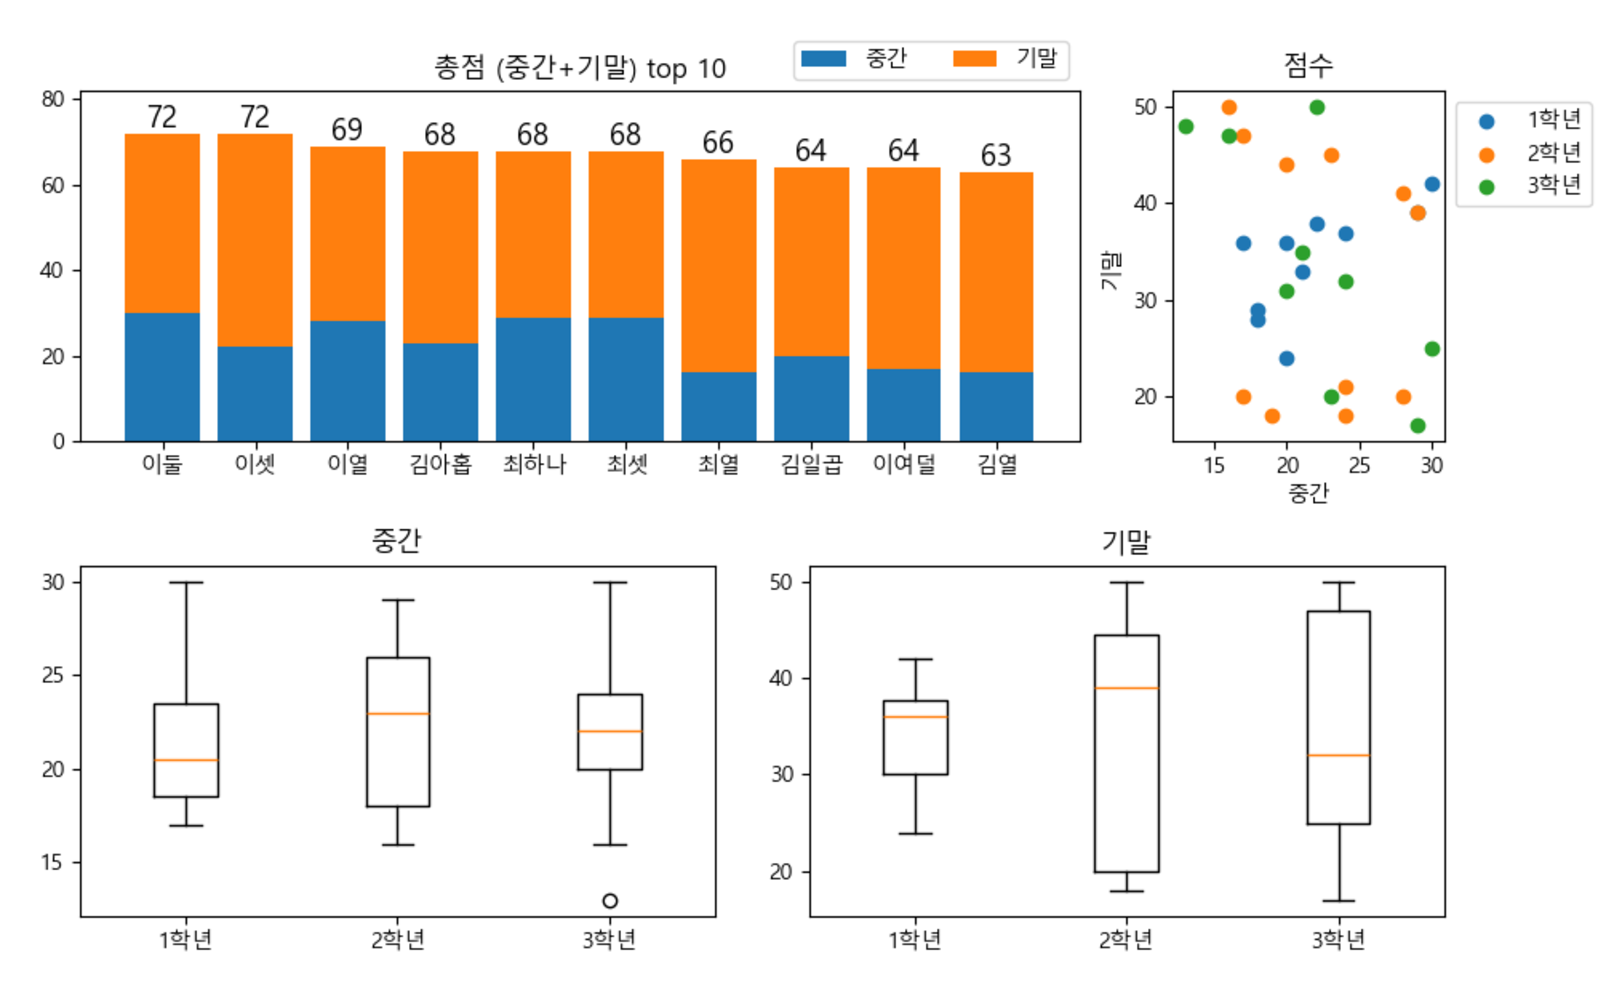 총점 (중간+기말) top 10
중간 기말
80
60
40
20
0
72 72 69 68 68 68 66 64 64 63
이둘 이셋 이열 김아홉 최하나 최셋 최열 김일곱 이여덜 김열
점수
50
40
30
20
기말
15 20 25 30
중간
1학년
2학년
3학년
중간
30
25
20
15
1학년 2학년 3학년
기말
50
40
30
20
1학년 2학년 3학년